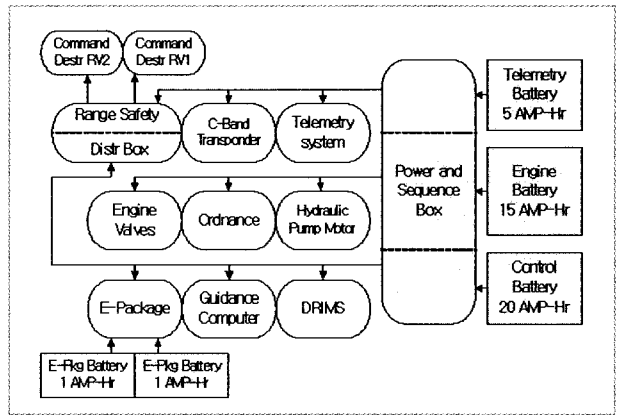 Command
Destr RV2
Command
Destr RV1
Range Safety
Distr Box
C-Band
Transponder
Telemetry
system
Telemetry
Battery
5 AMP-Hr
Engine
Valves
Ordnance
Hydraulic
Pump Motor
Power and
Sequence
Box
Engine
Battery
15 AMP-Hr
E-Package
Guidance
Computer
DRIMS
Control
Battery
20 AMP-Hr
E-Pkg Battery
1 AMP-Hr
E-Pkg Battery
1 AMP-Hr